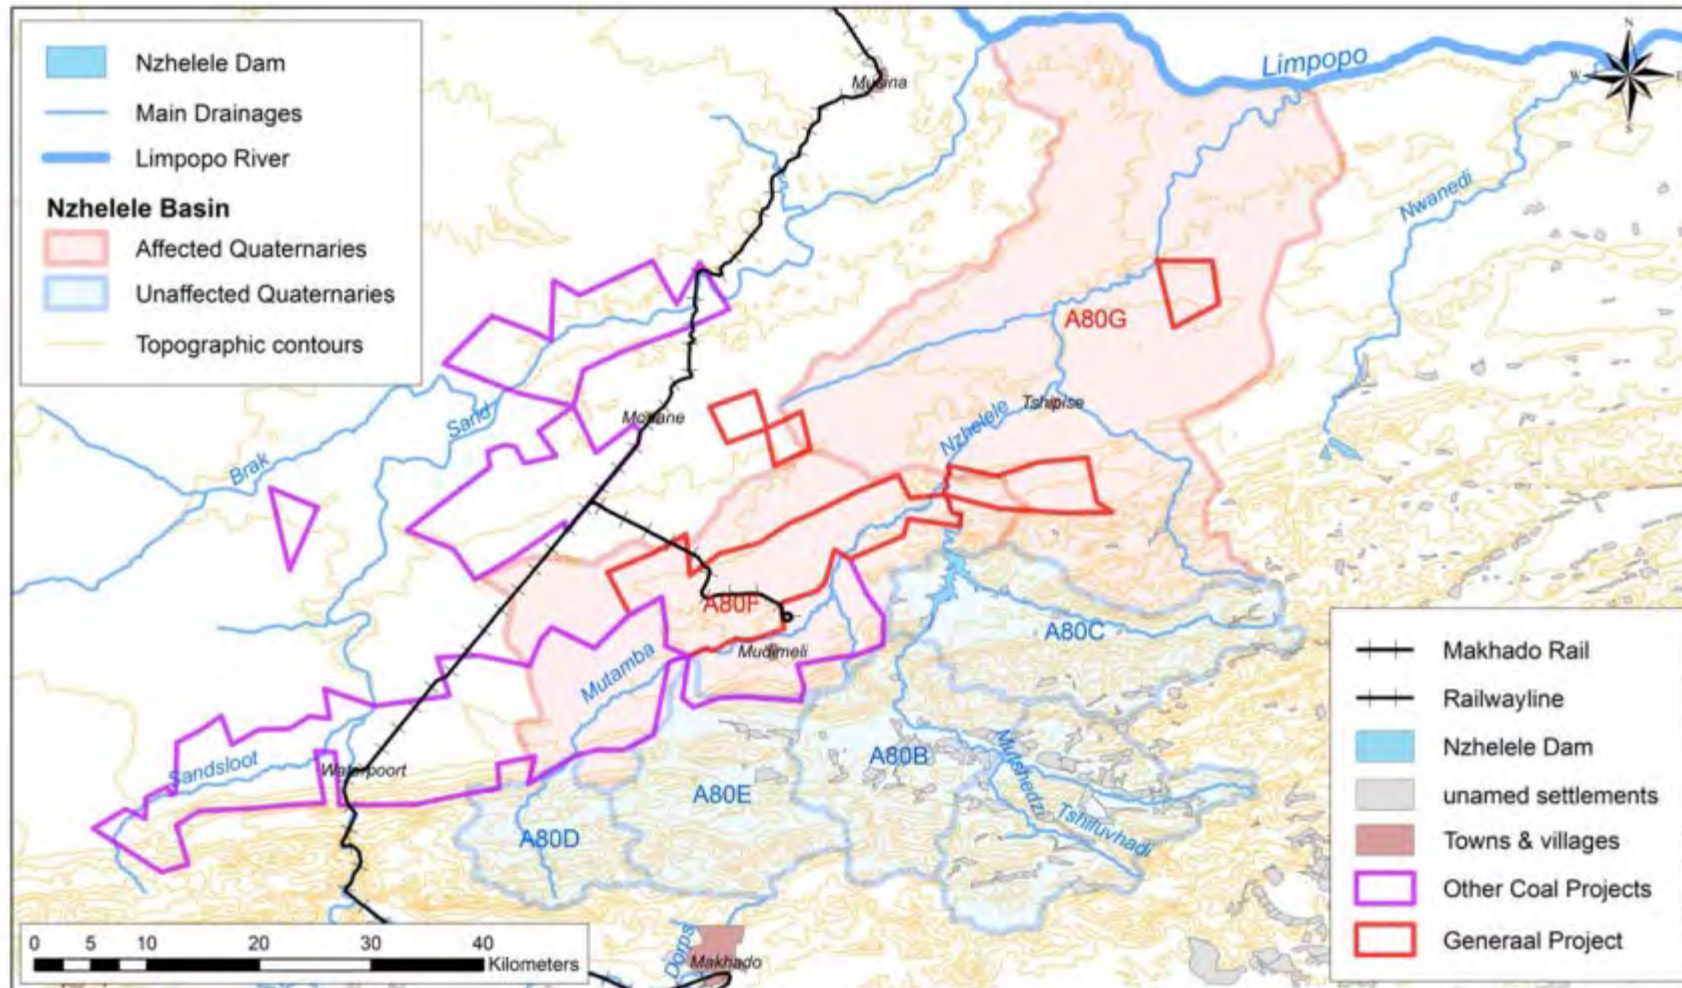 Nzhelele Dam
Main Drainages
Limpopo River
Nzhelele Basin
Affected Quaternaries
Unaffected Quaternaries
Topographic contours
Musina
Limpopo
N
W
E
S
Nwanedi
A80G
Sand
Mopane
Nzhelele
Tshipise
Brak
A80F
A80C
Mudimeli
Mutamba
Sandsloot
Waterpoort
A80B
Mutshedzi
A80E
Tshifuvhadi
A80D
Dorps
Makhado
0 5 10 20 30 40
Kilometers
Makhado Rail
Railwayline
Nzhelele Dam
unamed settlements
Towns & villages
Other Coal Projects
Generaal Project